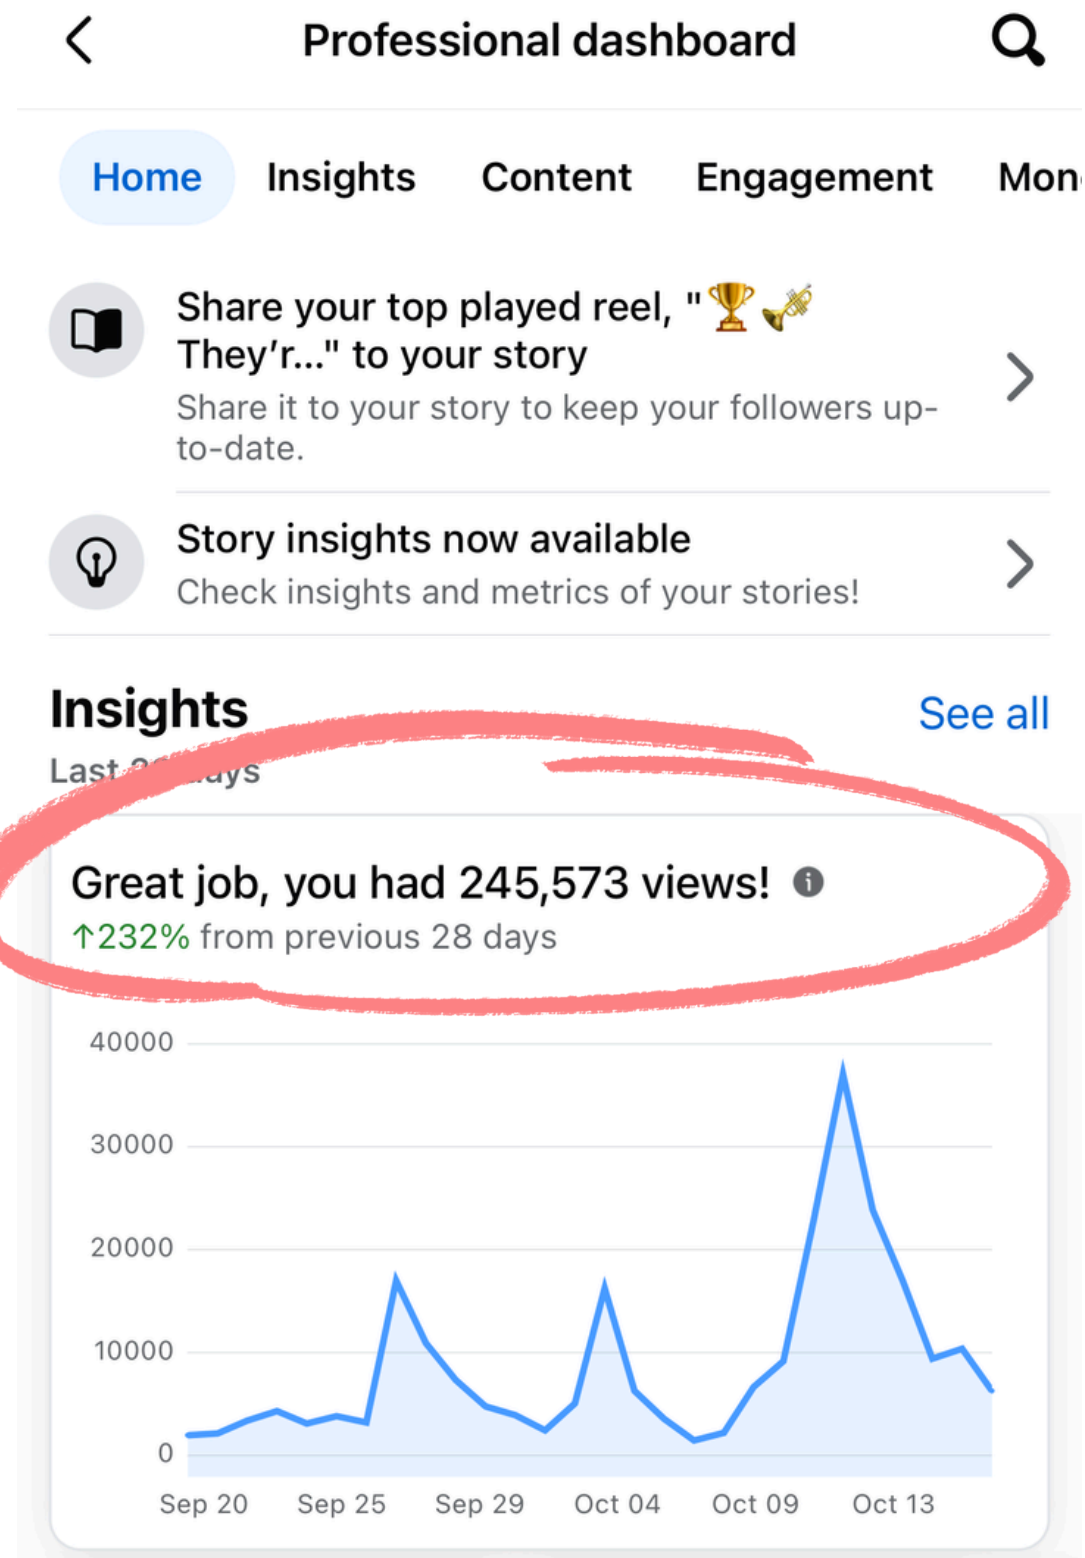 Professional dashboard
Home Insights Content Engagement Mon
Share your top played reel, "🏆🎺
They'r..." to your story
Share it to your story to keep your followers up-
to-date.
Story insights now available
Check insights and metrics of your stories!
Insights
See all
Last days
Great job, you had 245,573 views!
↑232% from previous 28 days
40000
30000
20000
10000
0
Sep 20 Sep 25 Sep 29 Oct 04 Oct 09 Oct 13